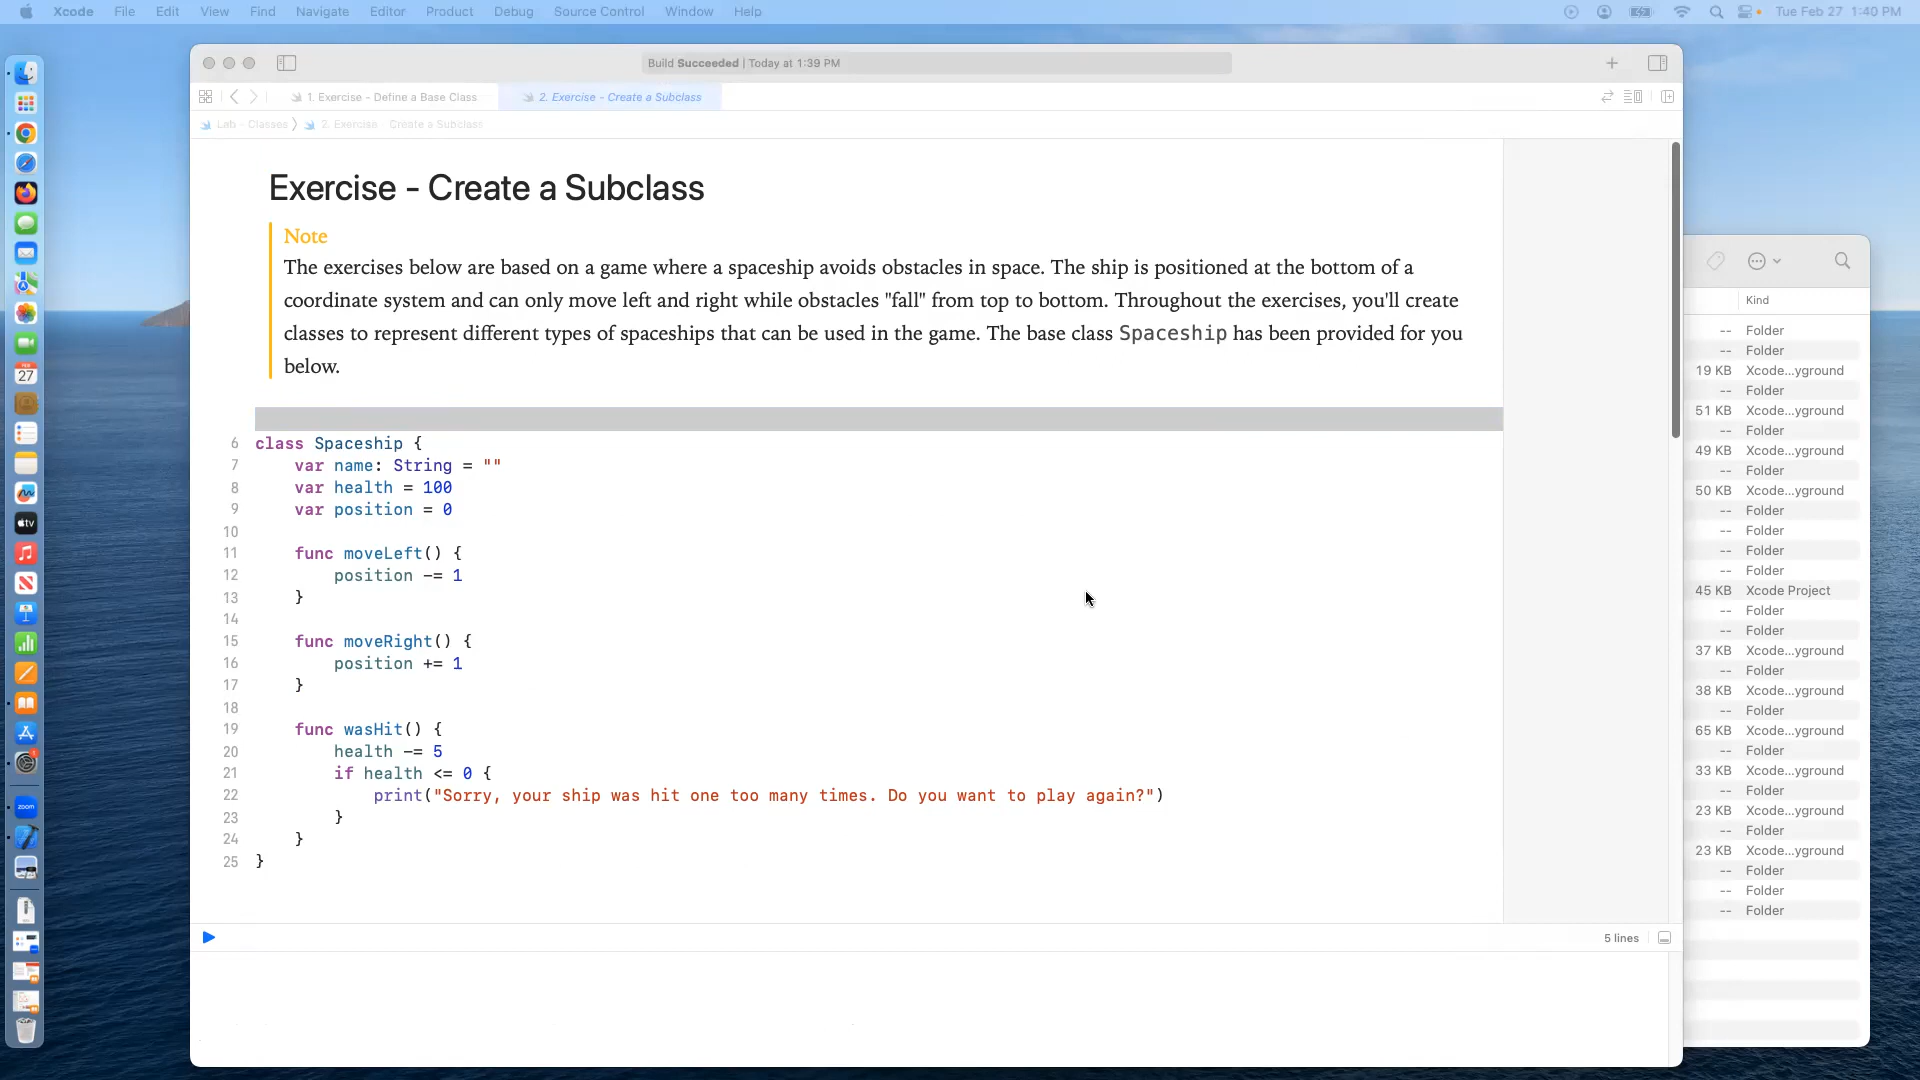 Xcode File Edit View Find Navigate Editor Product Debug Source Control Window Help Tue Feb 27 1:40 PM
Build Succeeded | Today at 1:39 PM
1. Exercise - Define a Base Class 2. Exercise - Create a Subclass
Lab - Classes 2. Exercise - Create a Subclass
Exercise - Create a Subclass
Note
The exercises below are based on a game where a spaceship avoids obstacles in space. The ship is positioned at the bottom of a
coordinate system and can only move left and right while obstacles "fall" from top to bottom. Throughout the exercises, you'll create
classes to represent different types of spaceships that can be used in the game. The base class Spaceship has been provided for you
below.
6 class Spaceship {
7 var name: String = ""
8 var health = 100
9 var position = 0
10
11 func moveLeft() {
12 position -= 1
13 }
14
15 func moveRight() {
16 position += 1
17 }
18
19 func wasHit() {
20 health -= 5
21 if health <= 0 {
22 print("Sorry, your ship was hit one too many times. Do you want to play again?")
23 }
24 }
25 }
5 lines
Kind
-- Folder
-- Folder
19 KB Xcode...yground
-- Folder
51 KB Xcode...yground
-- Folder
49 KB Xcode...yground
-- Folder
50 KB Xcode...yground
-- Folder
-- Folder
-- Folder
-- Folder
45 KB Xcode Project
-- Folder
-- Folder
37 KB Xcode...yground
-- Folder
38 KB Xcode...yground
-- Folder
65 KB Xcode...yground
-- Folder
33 KB Xcode...yground
-- Folder
23 KB Xcode...yground
-- Folder
23 KB Xcode...yground
-- Folder
-- Folder
-- Folder
27
tv
zoom